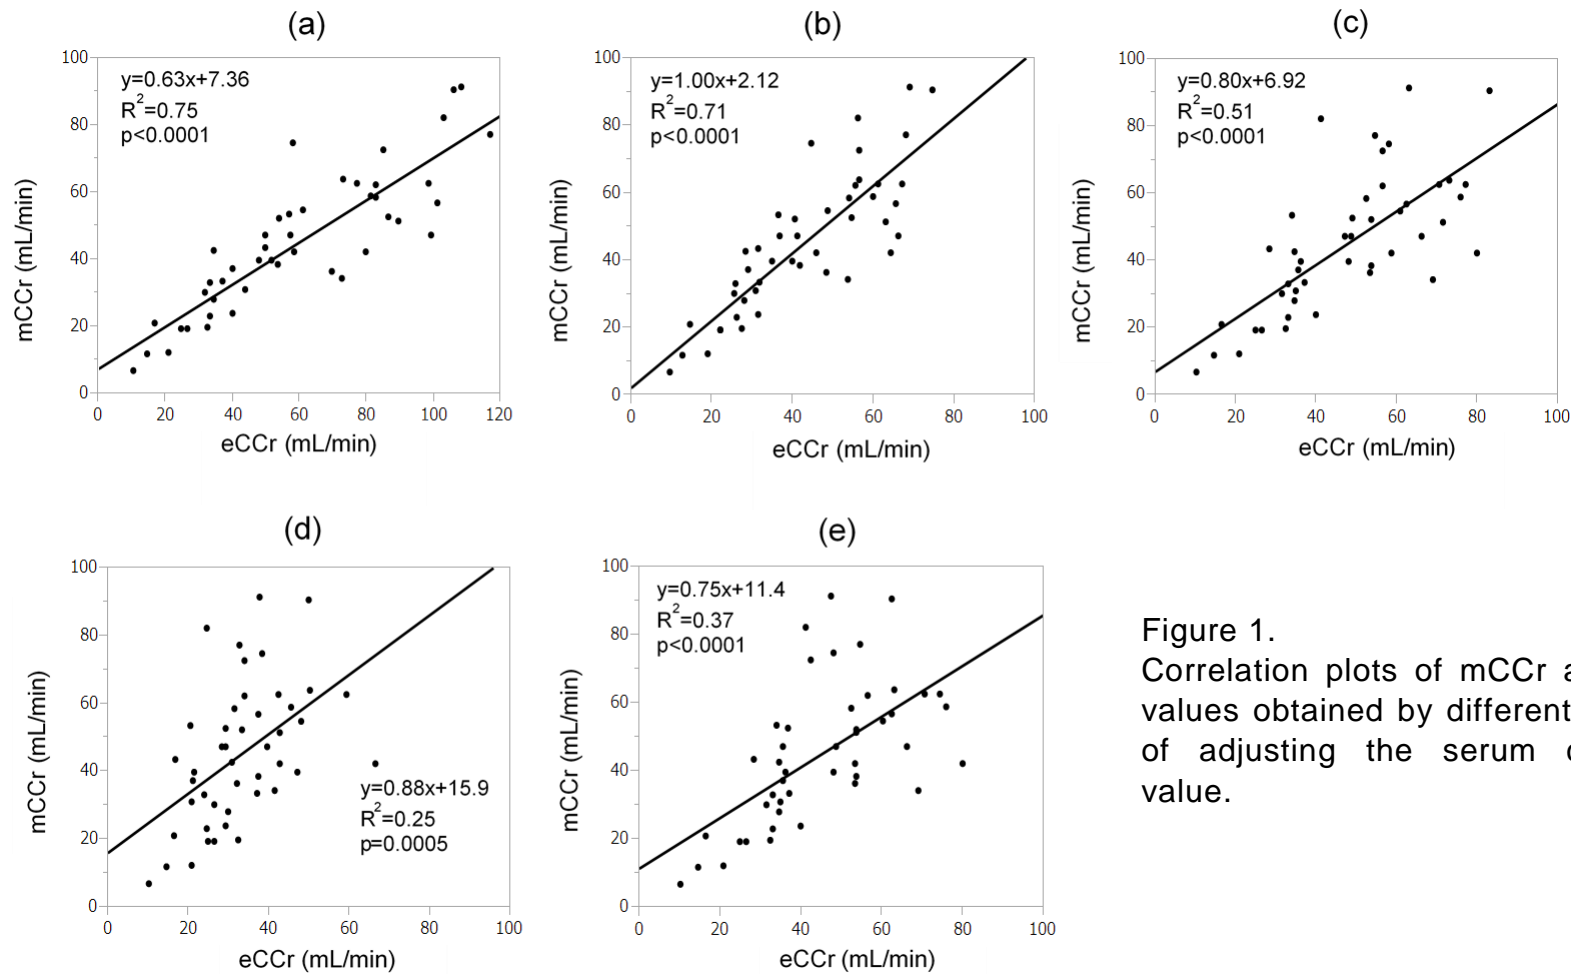 (a)
(b)
(c)
y=0.63x+7.36
R²=0.75
p<0.0001
mCCr (mL/min)
100
80
60
40
20
0
0 20 40 60 80 100 120
eCCr (mL/min)
y=1.00x+2.12
R²=0.71
p<0.0001
mCCr (mL/min)
100
80
60
40
20
0
0 20 40 60 80 100
eCCr (mL/min)
y=0.80x+6.92
R²=0.51
p<0.0001
mCCr (mL/min)
100
80
60
40
20
0
0 20 40 60 80 100
eCCr (mL/min)
(d)
(e)
mCCr (mL/min)
100
80
60
40
20
0
y=0.88x+15.9
R²=0.25
p=0.0005
0 20 40 60 80 100
eCCr (mL/min)
y=0.75x+11.4
R²=0.37
p<0.0001
mCCr (mL/min)
100
80
60
40
20
0
0 20 40 60 80 100
eCCr (mL/min)
Figure 1.
Correlation plots of mCCr
values obtained by different
of adjusting the serum
value.